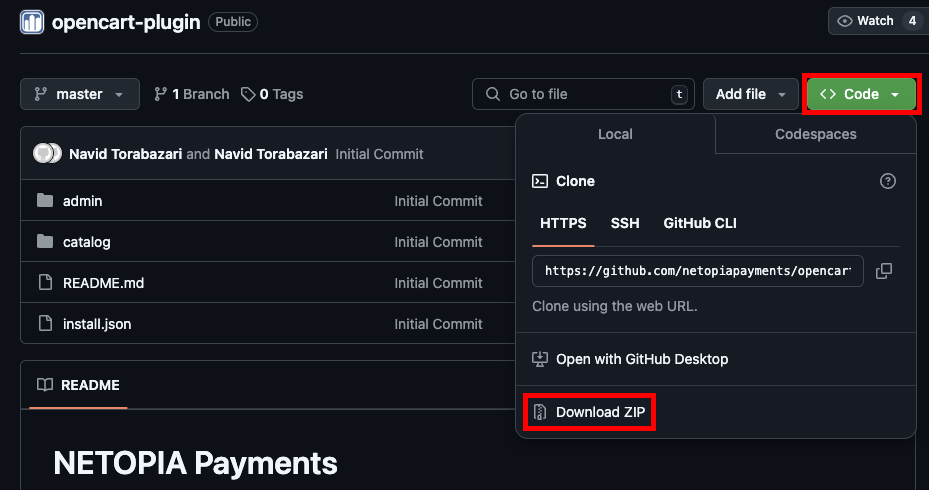 opencart-plugin Public Watch 4
master 1 Branch 0 Tags Go to file t Add file <> Code
Local Codespaces
Navid Torabazari and Navid Torabazari Initial Commit
Clone
admin Initial Commit
HTTPS SSH GitHub CLI
catalog Initial Commit
https://github.com/netopiapayments/opencar
README.md Initial Commit
Clone using the web URL.
install.json Initial Commit
Open with GitHub Desktop
README
Download ZIP
NETOPIA Payments